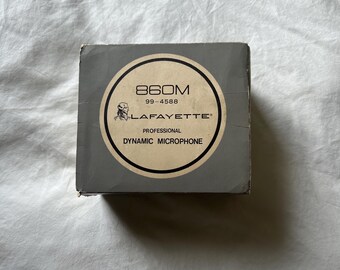 860M
99-4588
LAFAYETTE
PROFESSIONAL
DYNAMIC MICROPHONE